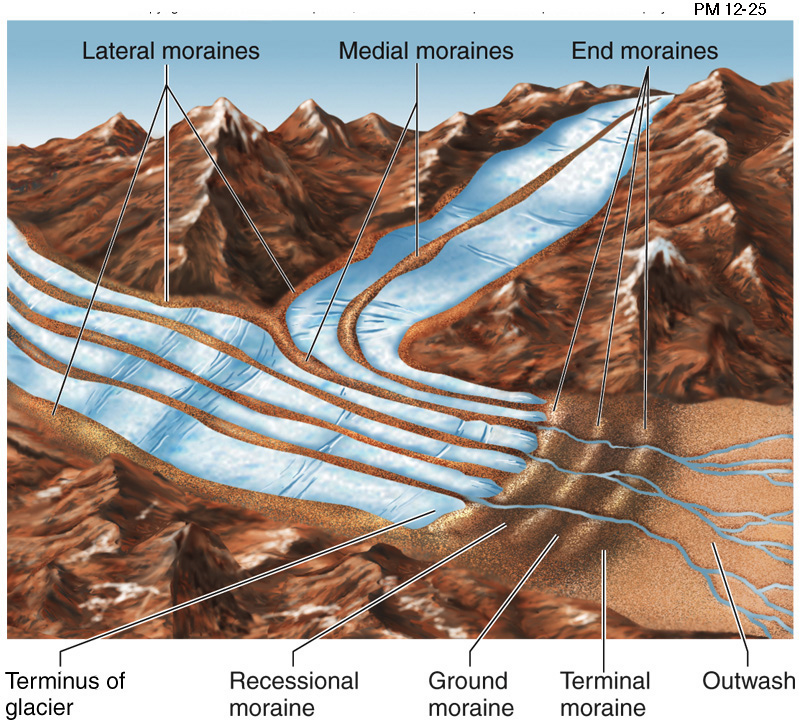 PM 12-25
Lateral moraines
Medial moraines
End moraines
Terminus of
glacier
Recessional
moraine
Ground
moraine
Terminal
moraine
Outwash